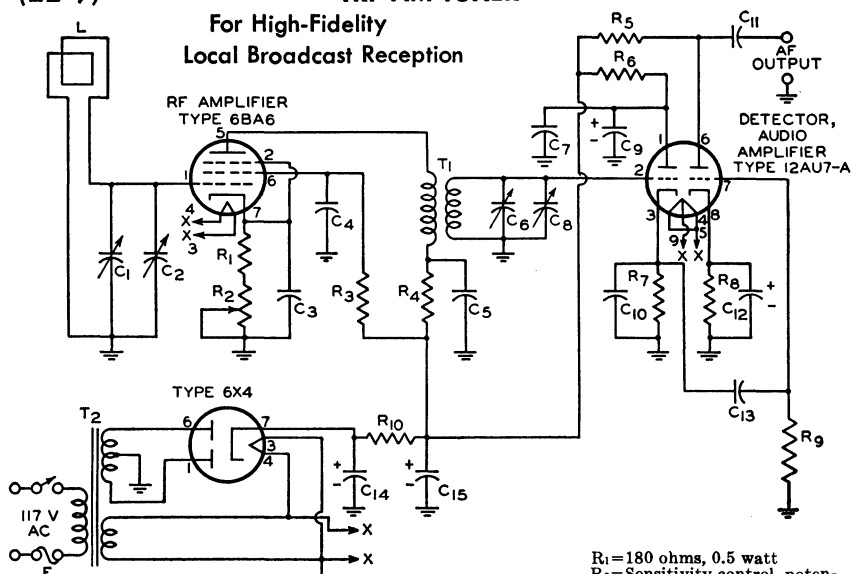 For High-Fidelity
Local Broadcast Reception
L
RF AMPLIFIER
TYPE 6BA6
5
2
6
1
7
4
X
X
3
C1
C2
R1
R2
C3
C4
R3
T1
R4
C5
C6
C8
R5
R6
C11
AF
OUTPUT
C7
+
-
C9
DETECTOR,
AUDIO
AMPLIFIER
TYPE 12AU7-A
1
6
2
7
3
4
8
9
5
X X
R7
C10
R8
C12
+
-
C13
R9
TYPE 6X4
T2
6
7
3
4
1
R10
+
-
C14
+
-
C15
117 V
AC
F
X
X
R1=180 ohms, 0.5 watt